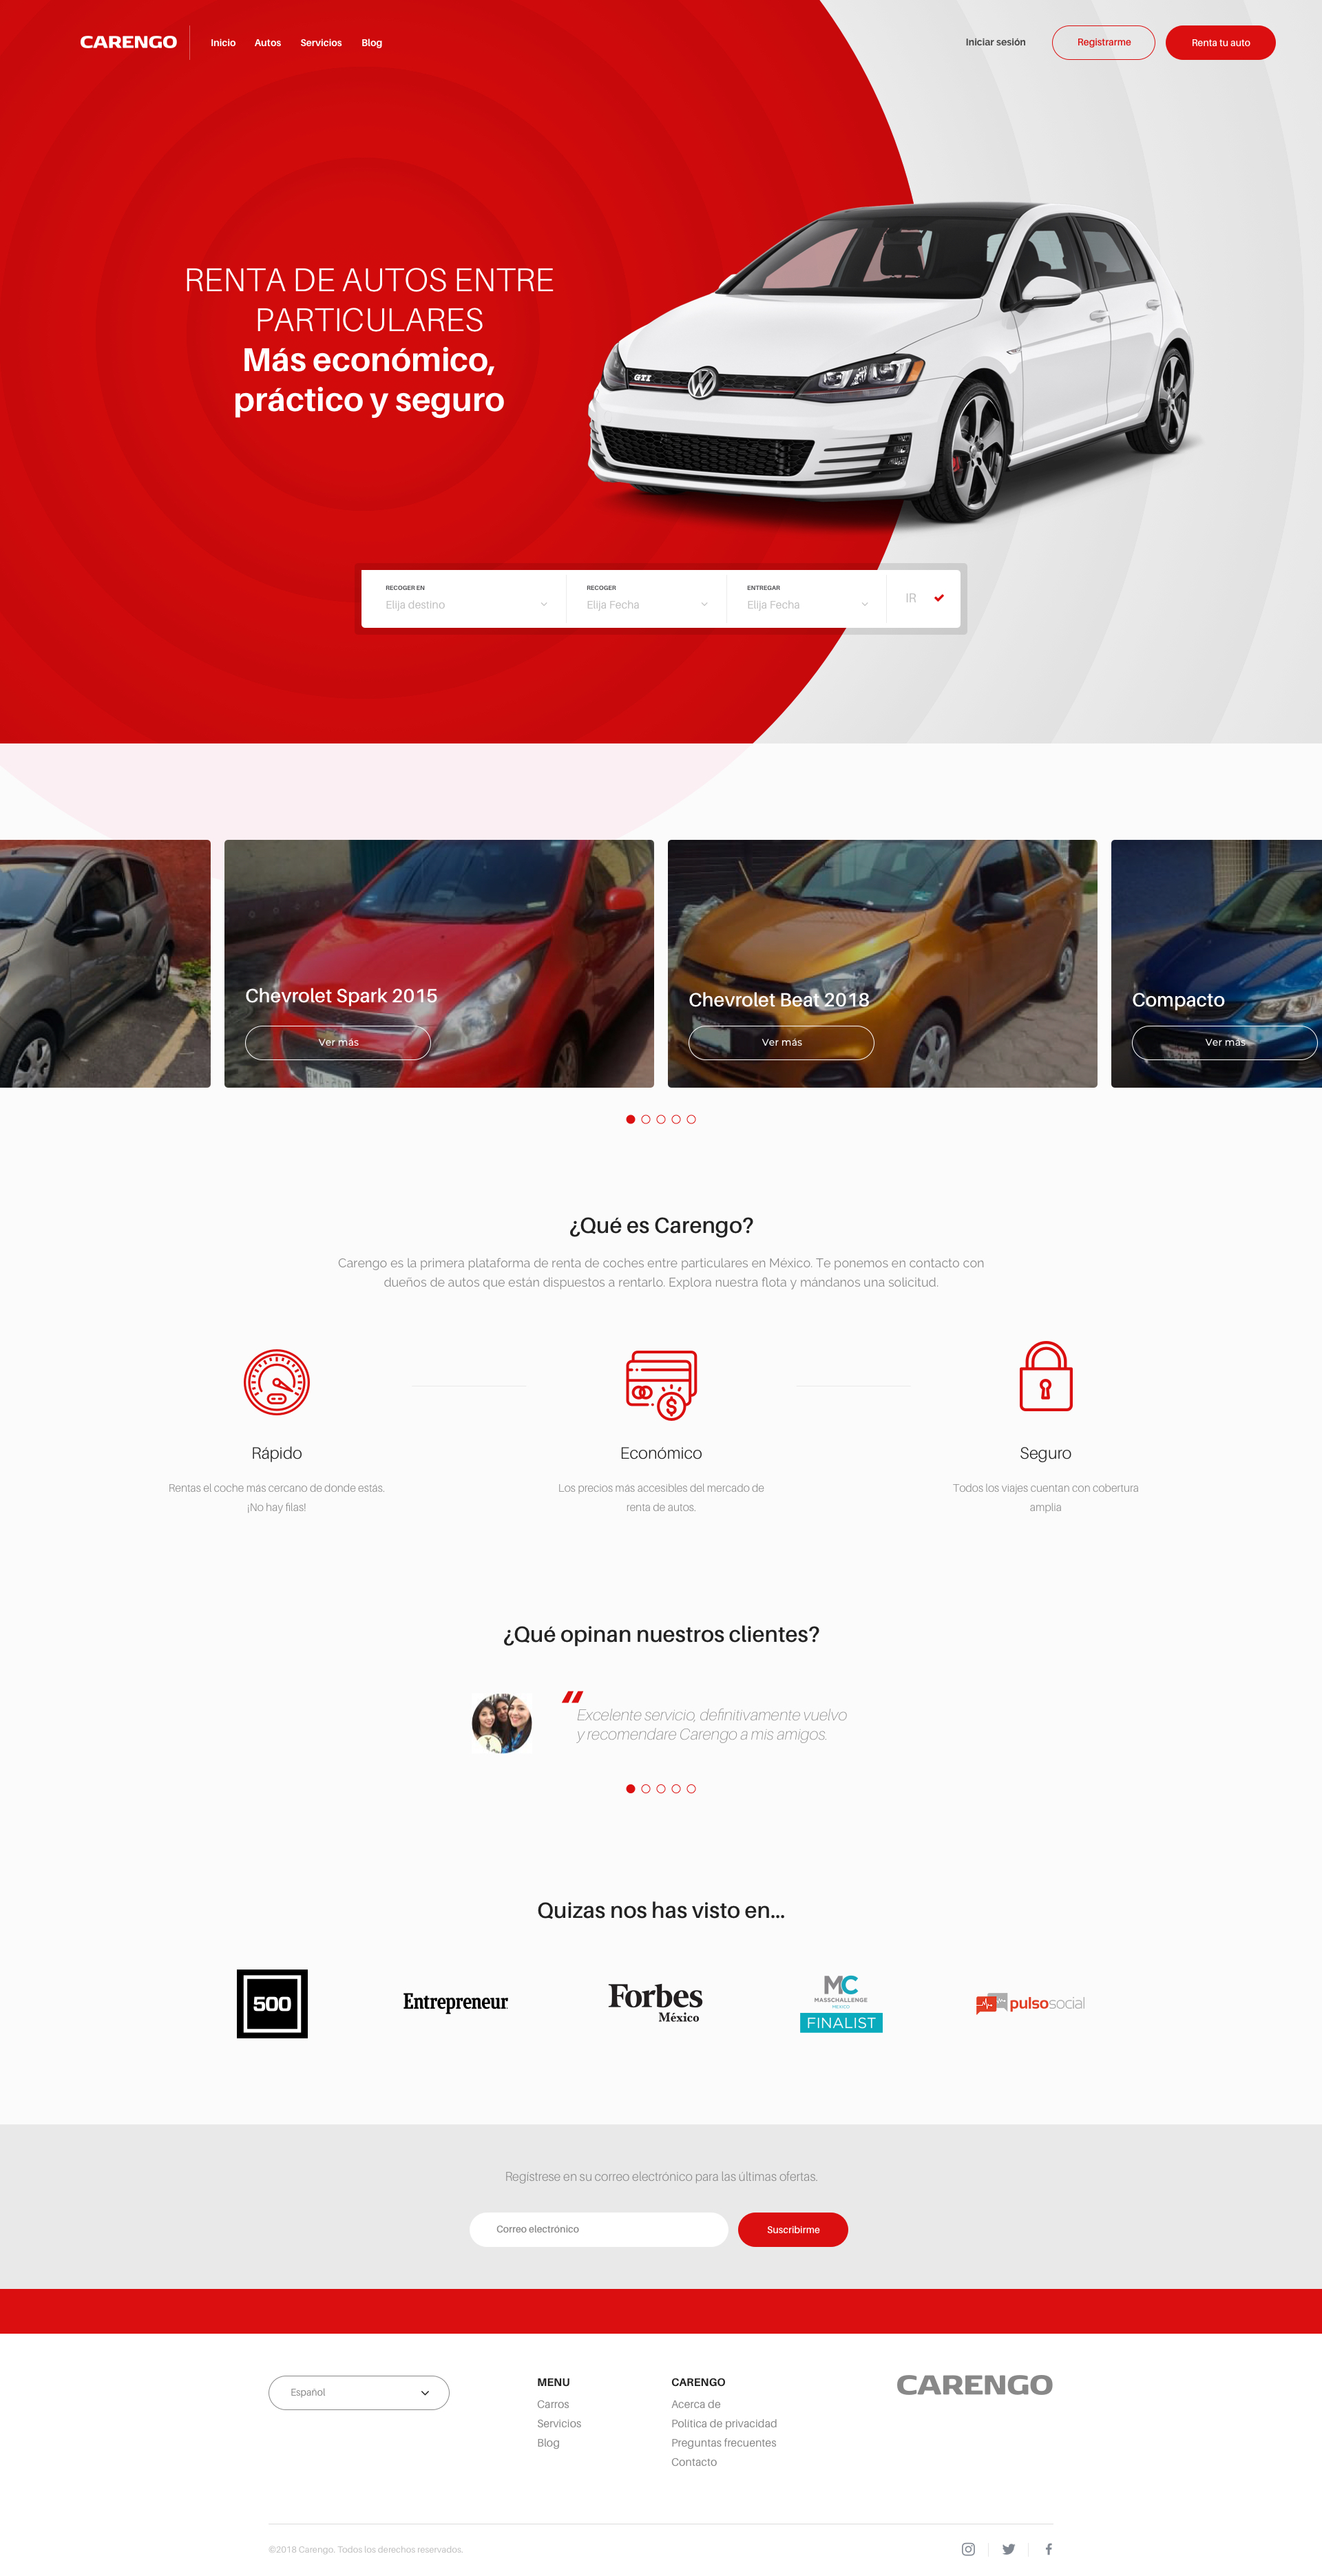 CARENGO
Inicio Autos Servicios Blog
Iniciar sesión Registrarme Renta tu auto
RENTA DE AUTOS ENTRE
PARTICULARES
Más económico,
práctico y seguro
GTI
RECOGER EN
Elija destino
RECOGER
Elija Fecha
ENTREGAR
Elija Fecha
IR
Chevrolet Spark 2015
Ver más
Chevrolet Beat 2018
Ver más
Compacto
Ver más
¿Qué es Carengo?
Carengo es la primera plataforma de renta de coches entre particulares en México. Te ponemos en contacto con
dueños de autos que están dispuestos a rentarlo. Explora nuestra flota y mándanos una solicitud.
Rápido
Rentas el coche más cercano de donde estás.
¡No hay filas!
Económico
Los precios más accesibles del mercado de
renta de autos.
Seguro
Todos los viajes cuentan con cobertura
amplia
¿Qué opinan nuestros clientes?
Excelente servicio, definitivamente vuelvo
y recomendare Carengo a mis amigos.
Quizas nos has visto en...
500
Entrepreneur
Forbes
México
MC
MASSCHALLENGE
MEXICO
FINALIST
pulsosocial
Regístrese en su correo electrónico para las últimas ofertas.
Correo electrónico
Suscribirme
Español
MENU
Carros
Servicios
Blog
CARENGO
Acerca de
Política de privacidad
Preguntas frecuentes
Contacto
CARENGO
©2018 Carengo. Todos los derechos reservados.